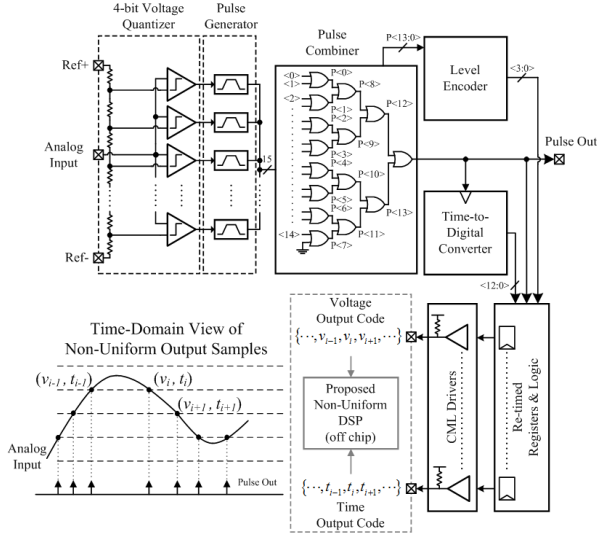 4-bit Voltage
Quantizer
Pulse
Generator
Pulse
Combiner
P<13:0>
Level
Encoder
<3:0>
Ref+
Analog
Input
Ref-
15
<0>
<1>
<2>
<14>
P<0>
P<8>
P<1>
P<2>
P<12>
P<3>
P<9>
P<4>
P<10>
P<5>
P<6>
P<13>
P<11>
P<7>
Pulse Out
Time-to-
Digital
Converter
<12:0>
Time-Domain View of
Non-Uniform Output Samples
(vi-1, ti-1)
(vi, ti)
(vi+1, ti+1)
Analog
Input
Pulse Out
Voltage
Output Code
{···, vi−1, vi, vi+1, ···}
Proposed
Non-Uniform
DSP
(off chip)
{···, ti−1, ti, ti+1, ···}
Time
Output Code
CML Drivers
Re-timed
Registers & Logic